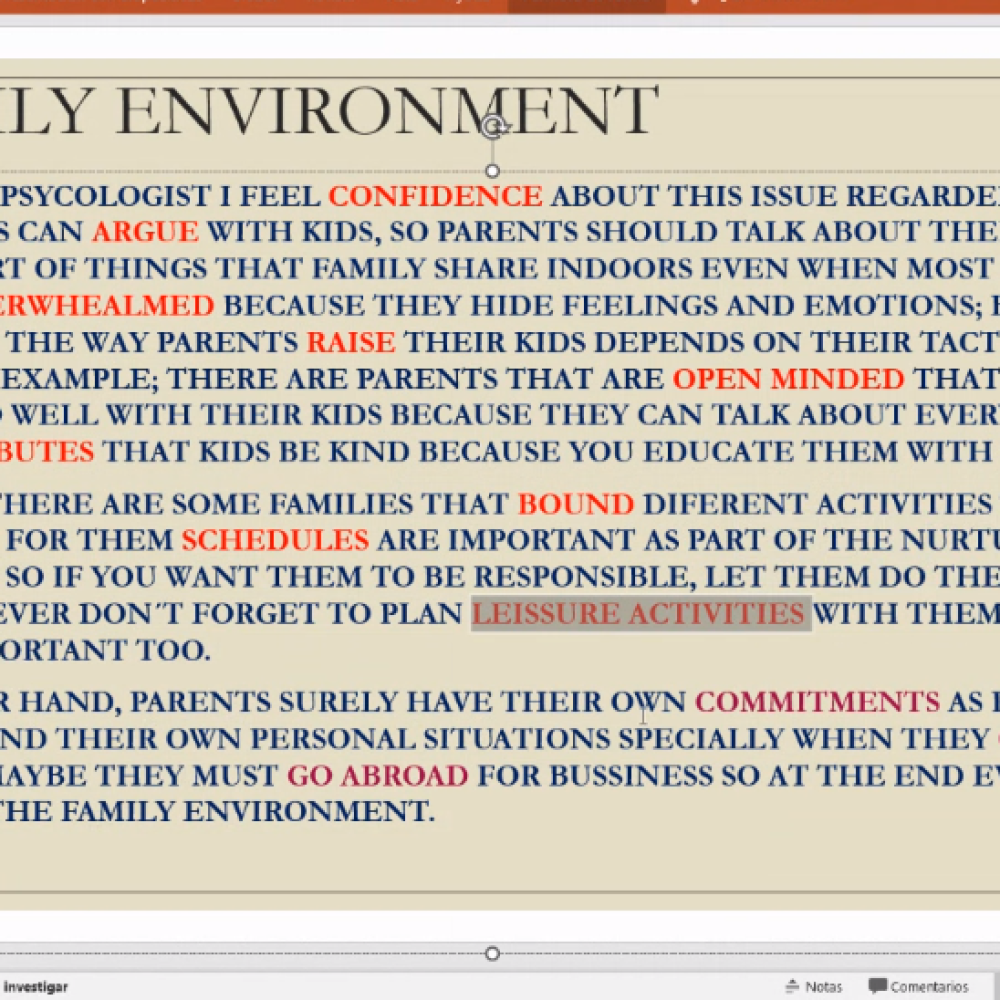 ILY ENVIRONMENT
PSYCOLOGIST I FEEL CONFIDENCE ABOUT THIS ISSUE REGARDE
S CAN ARGUE WITH KIDS, SO PARENTS SHOULD TALK ABOUT THE
RT OF THINGS THAT FAMILY SHARE INDOORS EVEN WHEN MOST
ERWHEALMED BECAUSE THEY HIDE FEELINGS AND EMOTIONS;
THE WAY PARENTS RAISE THEIR KIDS DEPENDS ON THEIR TACT
EXAMPLE; THERE ARE PARENTS THAT ARE OPEN MINDED THAT
WELL WITH THEIR KIDS BECAUSE THEY CAN TALK ABOUT EVER
BUTES THAT KIDS BE KIND BECAUSE YOU EDUCATE THEM WITH
THERE ARE SOME FAMILIES THAT BOUND DIFERENT ACTIVITIES
FOR THEM SCHEDULES ARE IMPORTANT AS PART OF THE NURTU
SO IF YOU WANT THEM TO BE RESPONSIBLE, LET THEM DO THE
EVER DON´T FORGET TO PLAN LEISSURE ACTIVITIES WITH THEM
ORTANT TOO.
R HAND, PARENTS SURELY HAVE THEIR OWN COMMITMENTS AS
ND THEIR OWN PERSONAL SITUATIONS SPECIALLY WHEN THEY
MAYBE THEY MUST GO ABROAD FOR BUSSINESS SO AT THE END EV
THE FAMILY ENVIRONMENT.
investigar
Notas
Comentarios